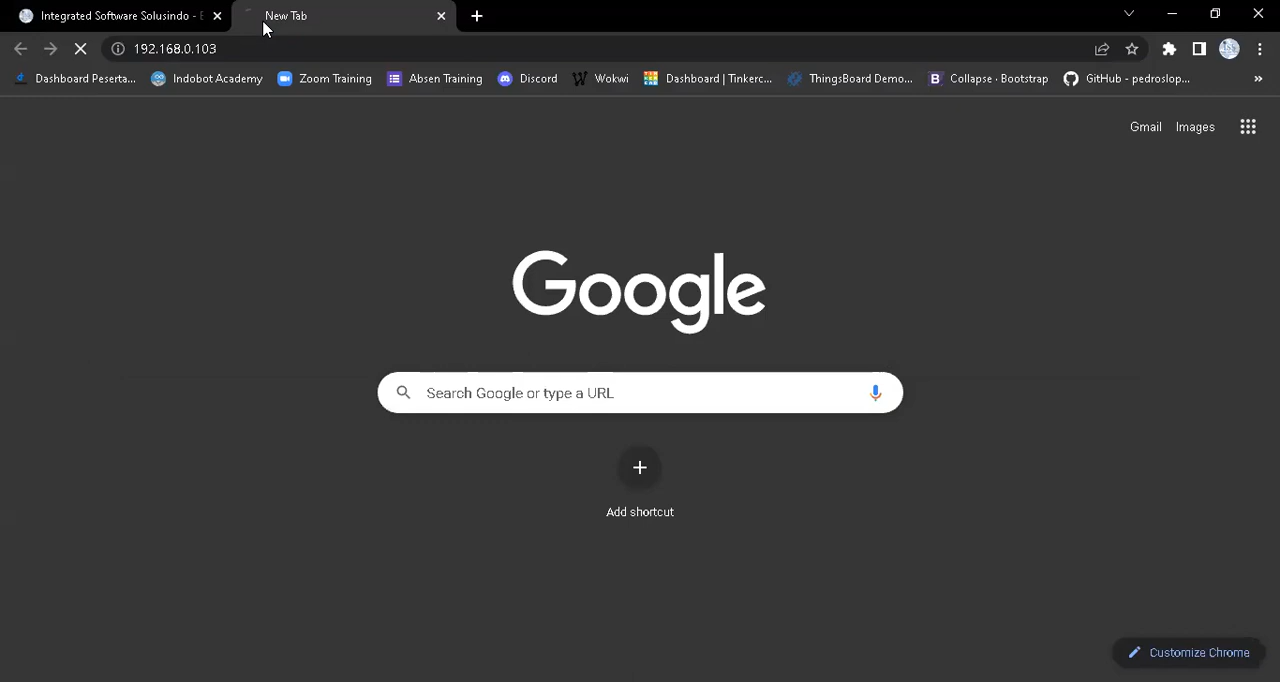 Integrated Software Solusindo -
New Tab
192.168.0.103
Dashboard Peserta...
Indobot Academy
Zoom Training
Absen Training
Discord
Wokwi
Dashboard | Tinkerc...
ThingsBoard Demo...
Collapse · Bootstrap
GitHub - pedroslop...
Gmail
Images
Google
Search Google or type a URL
Add shortcut
Customize Chrome